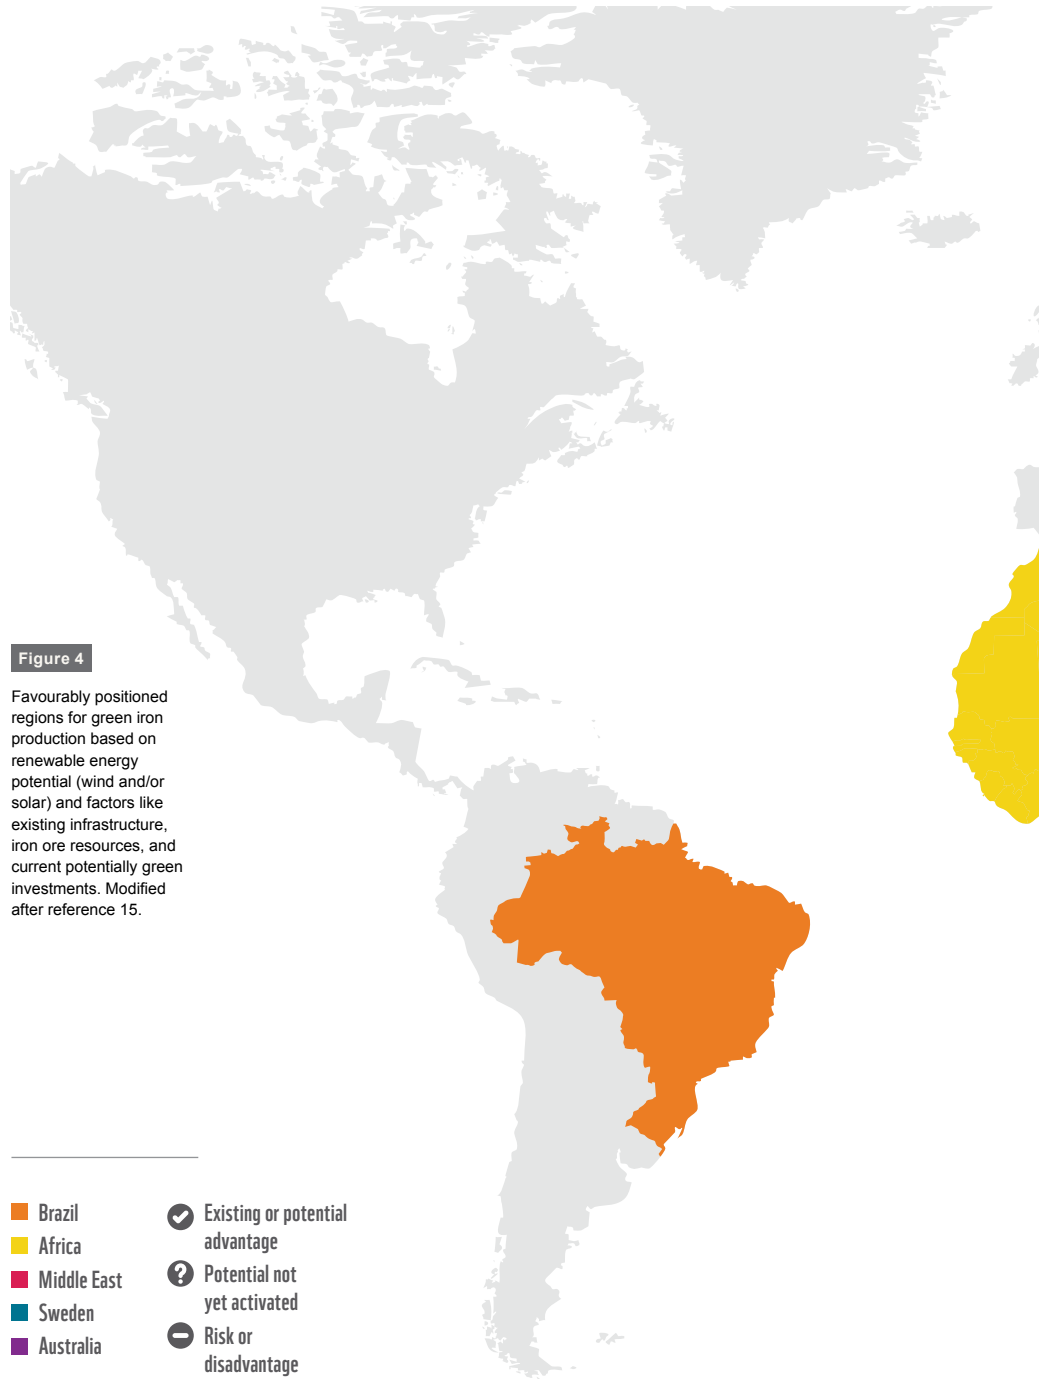 Figure 4
Favourably positioned
regions for green iron
production based on
renewable energy
potential (wind and/or
solar) and factors like
existing infrastructure,
iron ore resources, and
current potentially green
investments. Modified
after reference 15.
Brazil
Africa
Middle East
Sweden
Australia
Existing or potential
advantage
Potential not
yet activated
Risk or
disadvantage